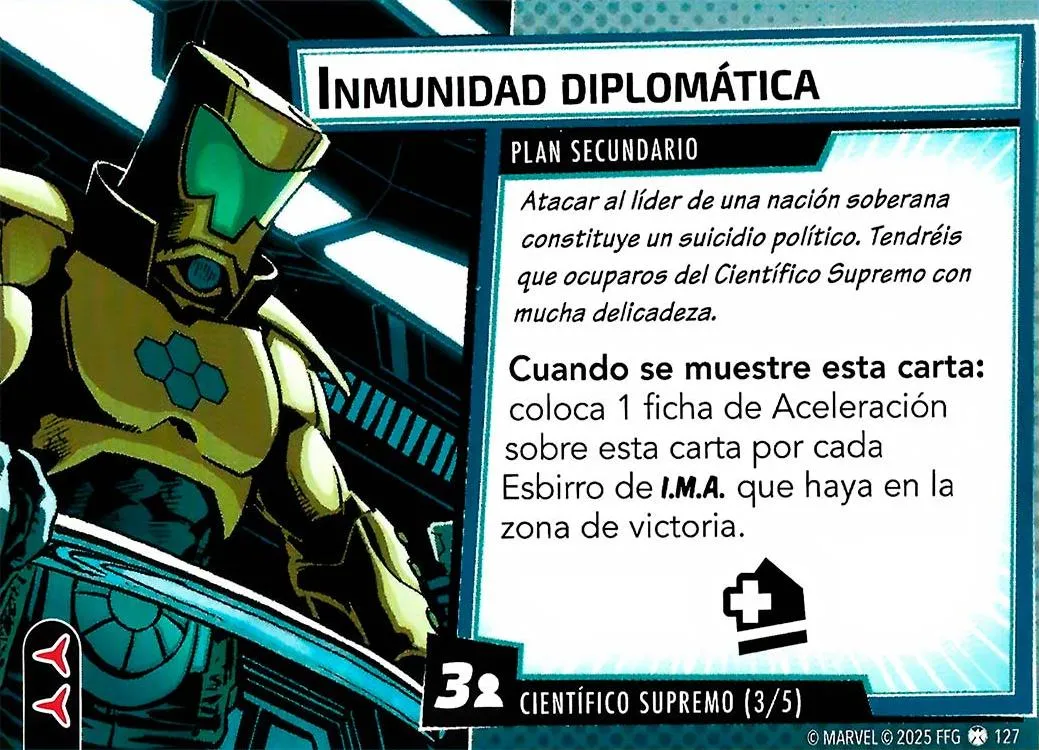 Inmunidad diplomática
PLAN SECUNDARIO
Atacar al líder de una nación soberana
constituye un suicidio político. Tendréis
que ocuparos del Científico Supremo con
mucha delicadeza.
Cuando se muestre esta carta:
coloca 1 ficha de Aceleración
sobre esta carta por cada
Esbirro de I.M.A. que haya en la
zona de victoria.
3
CIENTÍFICO SUPREMO (3/5)
© MARVEL © 2025 FFG 127